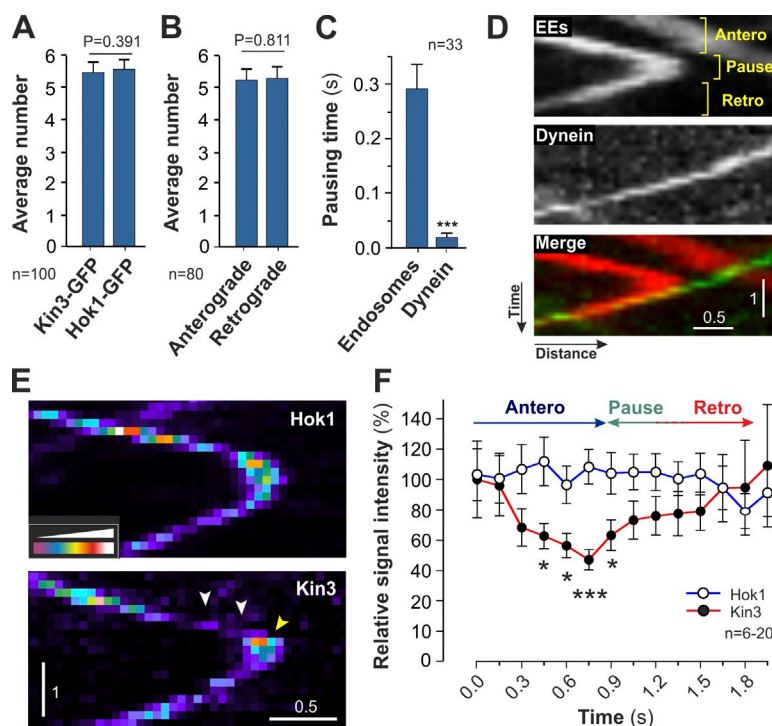 A
P=0.391
Average number
6
5
4
3
2
1
0
n=100
Kin3-GFP
Hok1-GFP
B
P=0.811
Average number
6
5
4
3
2
1
0
n=80
Anterograde
Retrograde
C
n=33
Pausing time (s)
0.3
0.2
0.1
0.0
***
Endosomes
Dynein
D
EEs
Antero
Pause
Retro
Dynein
Merge
1
0.5
Time
Distance
E
Hok1
Kin3
1
0.5
F
Antero
Pause
Retro
Relative signal intensity (%)
140
120
100
80
60
40
20
0
*
*
***
*
Hok1
Kin3
n=6-20
0.0
0.3
0.6
0.9
1.2
1.5
1.8
Time (s)